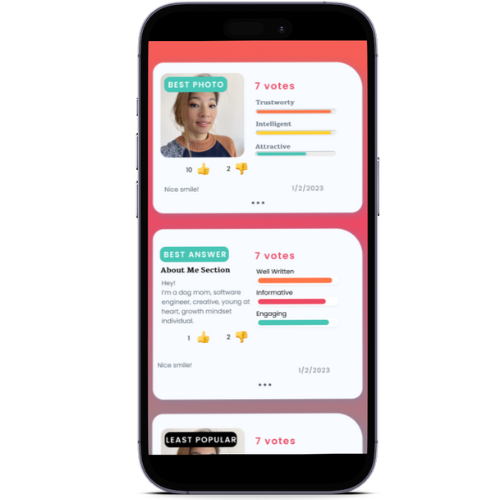 BEST PHOTO
7 votes
Trustworty
Intelligent
Attractive
10 2
Nice smile!
1/2/2023
BEST ANSWER
7 votes
About Me Section
Hey!
I'm a dog mom, software
engineer, creative, young at
heart, growth mindset
individual.
Well Written
Informative
Engaging
1 2
Nice smile!
1/2/2023
LEAST POPULAR
7 votes